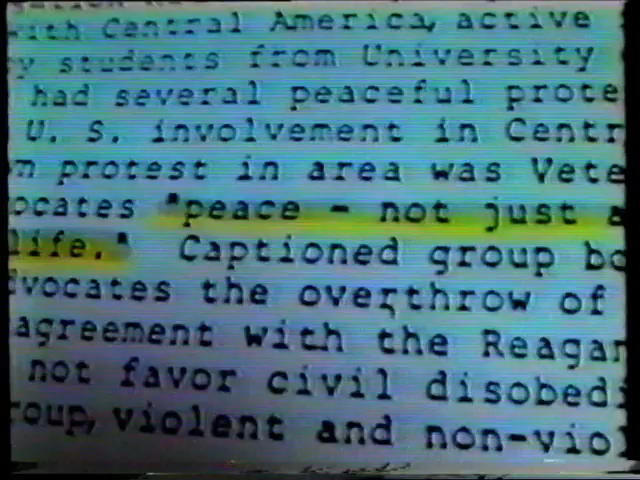 with Central America, active
y students from University
had several peaceful prote
U. S. involvement in Centr
m protest in area was Vete
ocates "peace - not just a
life." Captioned group bo
dvocates the overthrow of
agreement with the Reagan
not favor civil disobedi
roup, violent and non-viol